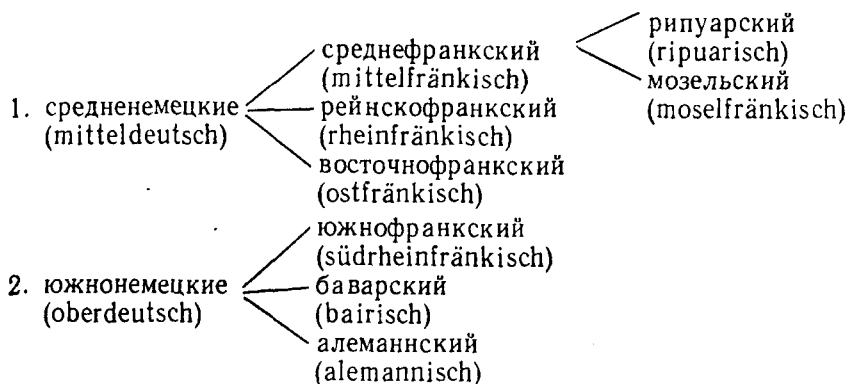 рипуарский
среднефранкский
(ripuarisch)
(mittelfränkisch)
мозельский
1. средненемецкие
рейнскофранкский
(moselfränkisch)
(mitteldeutsch)
(rheinfränkisch)
восточнофранкский
(ostfränkisch)
южнофранкский
(südrheinfränkisch)
2. южнонемецкие
баварский
(oberdeutsch)
(bairisch)
алеманнский
(alemannisch)